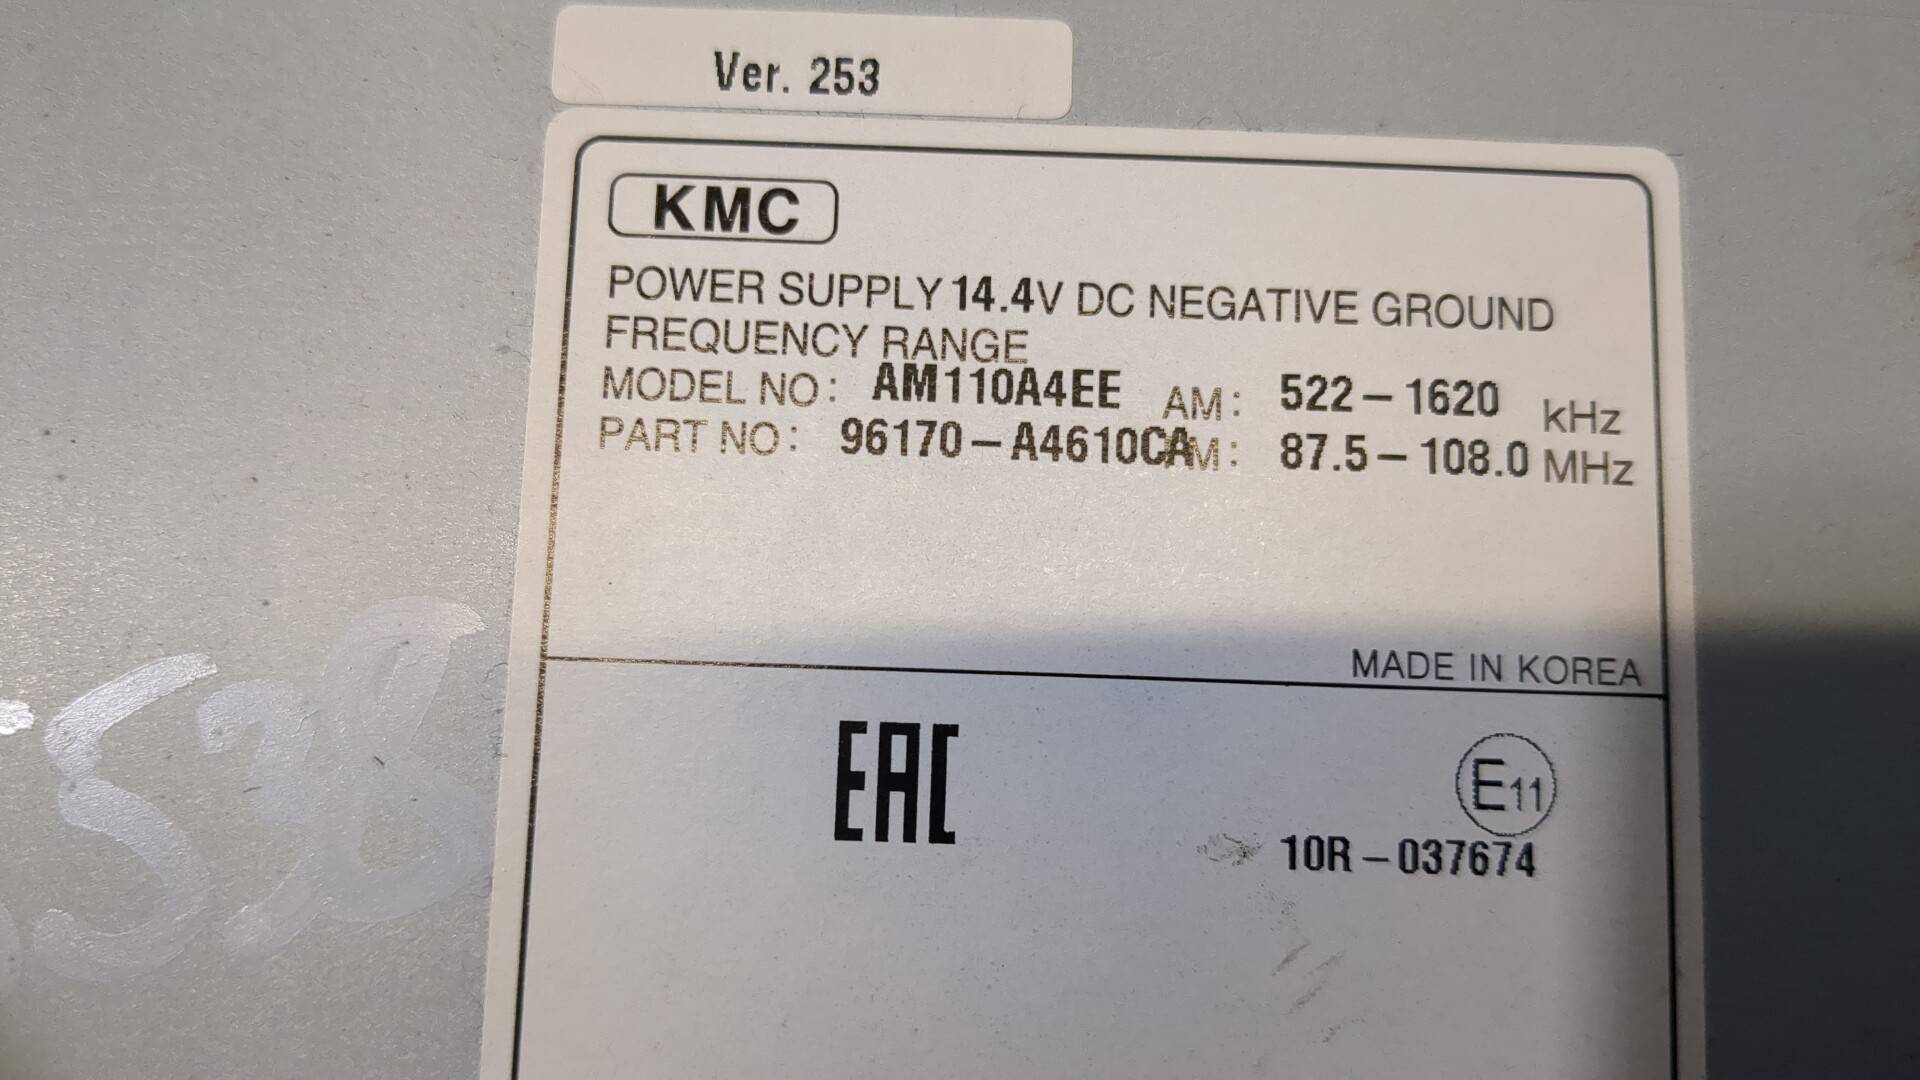 Ver. 253
KMC
POWER SUPPLY 14.4V DC NEGATIVE GROUND
FREQUENCY RANGE
MODEL NO: AM110A4EE AM: 522-1620 kHz
PART NO: 96170-A4610CA M: 87.5-108.0 MHz
MADE IN KOREA
EAC
E11
10R-037674